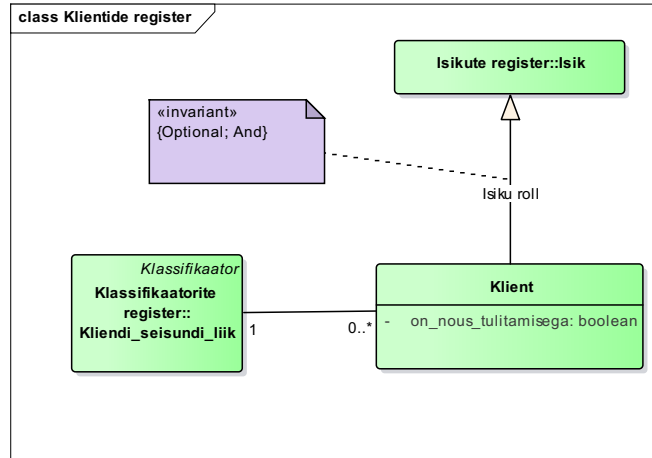 class Klientide register
Isikute register::Isik
«invariant»
{Optional; And}
Isiku roll
Klassifikaator
Klassifikaatorite
register::
Kliendi_seisundi_liik
1
0..*
Klient
- on_nous_tulitamisega: boolean